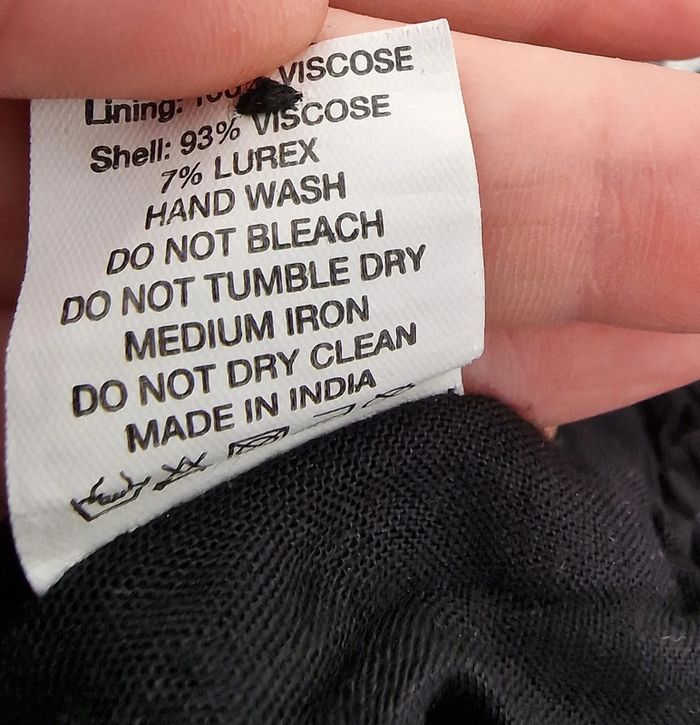 Lining: 100% VISCOSE
Shell: 93% VISCOSE
7% LUREX
HAND WASH
DO NOT BLEACH
DO NOT TUMBLE DRY
MEDIUM IRON
DO NOT DRY CLEAN
MADE IN INDIA